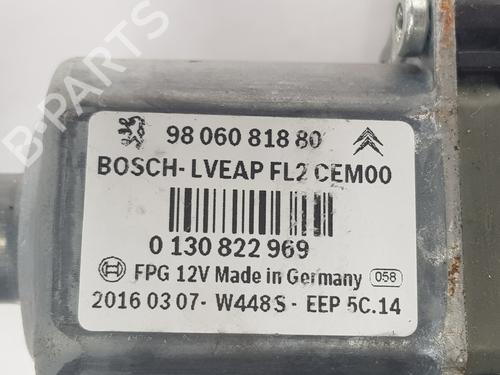 98 060 818 80
BOSCH- LVEAP FL2 CEM00
0 130 822 969
FPG 12V Made in Germany 058
2016 03 07- W448S - EEP 5C.14
B-PARTS